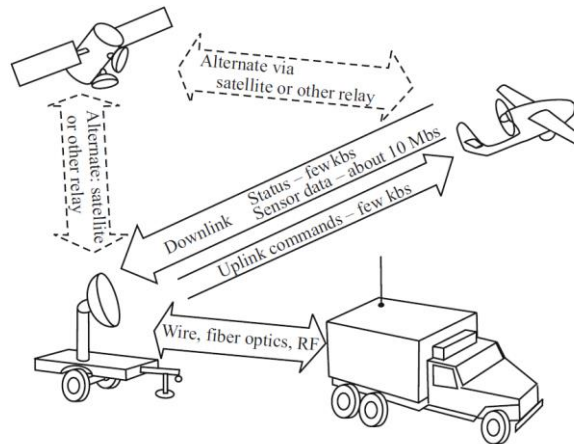 Alternate via
satellite or other relay
Alternate: satellite
or other relay
Status – few kbs
Downlink Sensor data – about 10 Mbs
Uplink commands – few kbs
Wire, fiber optics, RF